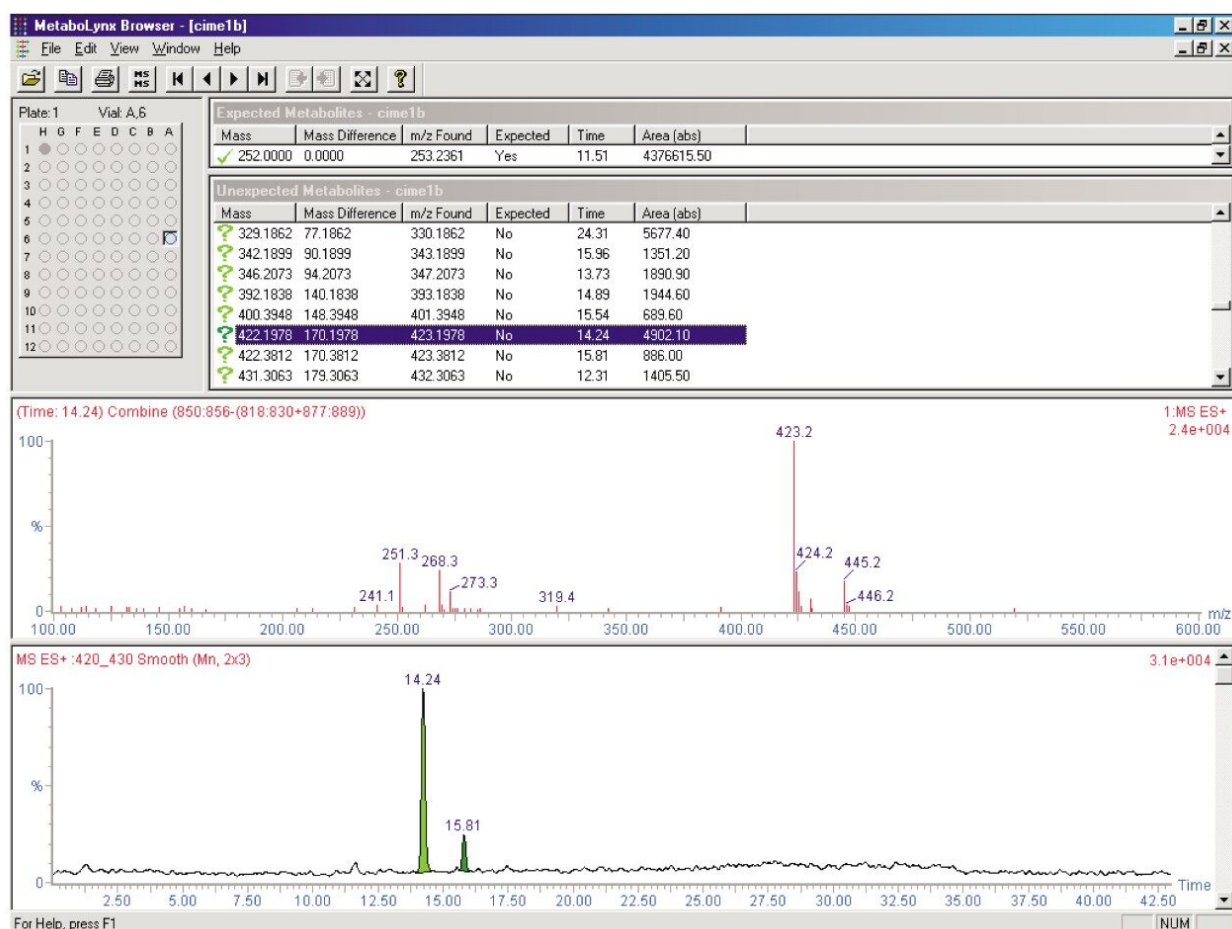 MetaboLynx Browser - [cime1b]
File Edit View Window Help
MS MS
Plate: 1 Vial: A,6
H G F E D C B A
1
2
3
4
5
6
7
8
9
10
11
12
Expected Metabolites - cime1b
Mass Mass Difference m/z Found Expected Time Area (abs)
252.0000 0.0000 253.2361 Yes 11.51 4376615.50
Unexpected Metabolites - cime1b
Mass Mass Difference m/z Found Expected Time Area (abs)
329.1862 77.1862 330.1862 No 24.31 5677.40
342.1899 90.1899 343.1899 No 15.96 1351.20
346.2073 94.2073 347.2073 No 13.73 1890.90
392.1838 140.1838 393.1838 No 14.89 1944.60
400.3948 148.3948 401.3948 No 15.54 689.60
422.1978 170.1978 423.1978 No 14.24 4902.10
422.3812 170.3812 423.3812 No 15.81 886.00
431.3063 179.3063 432.3063 No 12.31 1405.50
(Time: 14.24) Combine (850:856-(818:830+877:889))
1:MS ES+
2.4e+004
100
%
0
423.2
424.2
251.3
268.3
445.2
273.3
241.1
319.4
446.2
100.00 150.00 200.00 250.00 300.00 350.00 400.00 450.00 500.00 550.00 600.00 m/z
MS ES+ :420_430 Smooth (Mn, 2x3)
3.1e+004
100
%
0
14.24
15.81
2.50 5.00 7.50 10.00 12.50 15.00 17.50 20.00 22.50 25.00 27.50 30.00 32.50 35.00 37.50 40.00 42.50 Time
For Help, press F1
NUM